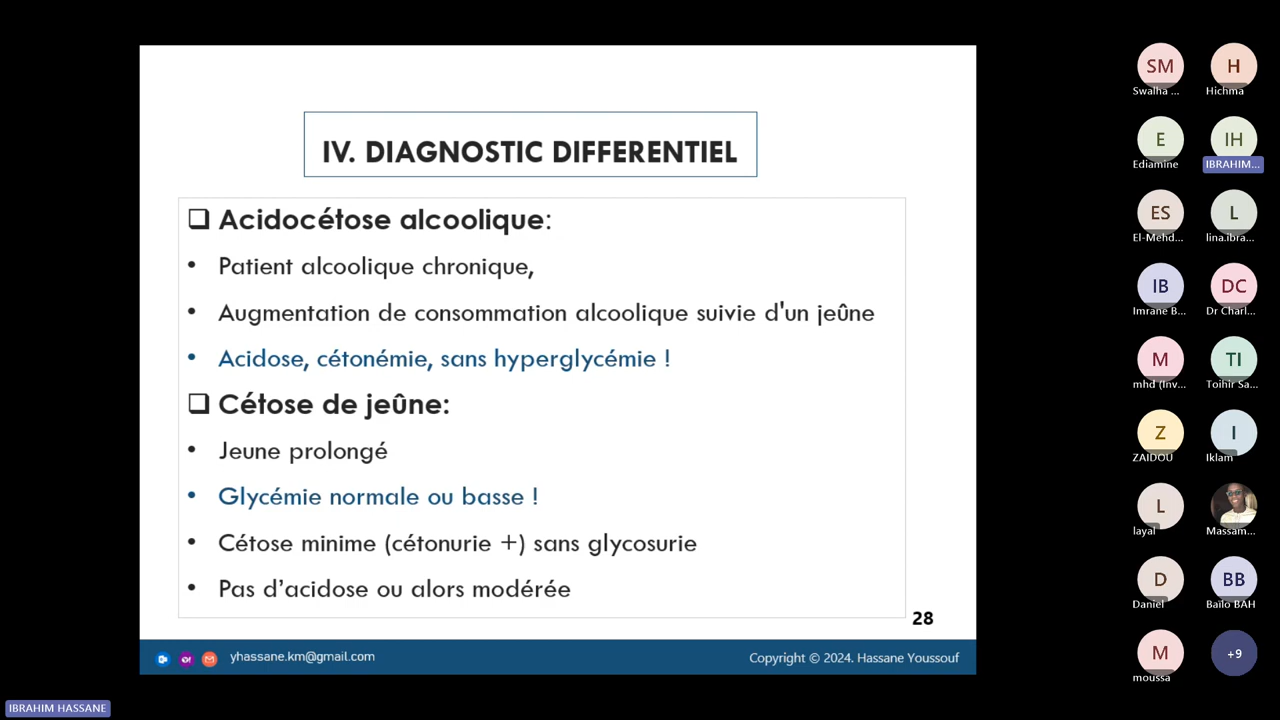 IV. DIAGNOSTIC DIFFERENTIEL
❑ Acidocétose alcoolique:
• Patient alcoolique chronique,
• Augmentation de consommation alcoolique suivie d'un jeûne
• Acidose, cétonémie, sans hyperglycémie !
❑ Cétose de jeûne:
• Jeune prolongé
• Glycémie normale ou basse !
• Cétose minime (cétonurie +) sans glycosurie
• Pas d’acidose ou alors modérée
28
yhassane.km@gmail.com
Copyright © 2024. Hassane Youssouf
IBRAHIM HASSANE
SM
Swalha ...
H
Hichma
E
Ediamine
IH
IBRAHIM...
ES
El-Mehd...
L
lina.ibra...
IB
Imrane B...
DC
Dr Charl...
M
mhd (Inv...
TI
Toihir Sa...
Z
ZAIDOU
I
Iklam
L
layal
Massam...
D
Daniel
BB
Bailo BAH
M
moussa
+9